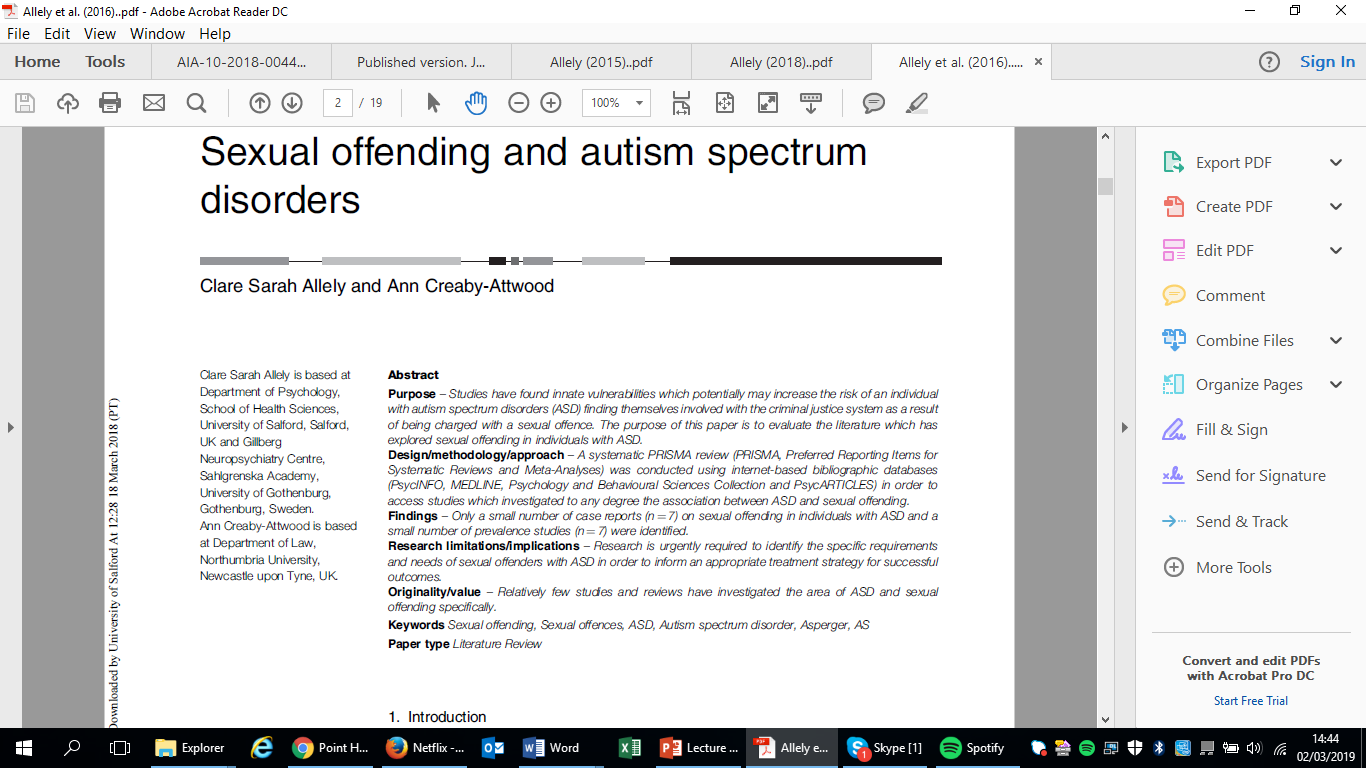 Allely et al. (2016)..pdf - Adobe Acrobat Reader DC
File Edit View Window Help
Home Tools AIA-10-2018-0044... Published version. J... Allely (2015)..pdf Allely (2018)..pdf Allely et al. (2016)..... × ? Sign In
2 / 19 100%
Sexual offending and autism spectrum
disorders
Clare Sarah Allely and Ann Creaby-Attwood
Clare Sarah Allely is based at
Department of Psychology,
School of Health Sciences,
University of Salford, Salford,
UK and Gillberg
Neuropsychiatry Centre,
Sahlgrenska Academy,
University of Gothenburg,
Gothenburg, Sweden.
Ann Creaby-Attwood is based
at Department of Law,
Northumbria University,
Newcastle upon Tyne, UK.
Abstract
Purpose – Studies have found innate vulnerabilities which potentially may increase the risk of an individual
with autism spectrum disorders (ASD) finding themselves involved with the criminal justice system as a result
of being charged with a sexual offence. The purpose of this paper is to evaluate the literature which has
explored sexual offending in individuals with ASD.
Design/methodology/approach – A systematic PRISMA review (PRISMA, Preferred Reporting Items for
Systematic Reviews and Meta-Analyses) was conducted using internet-based bibliographic databases
(PsycINFO, MEDLINE, Psychology and Behavioural Sciences Collection and PsycARTICLES) in order to
access studies which investigated to any degree the association between ASD and sexual offending.
Findings – Only a small number of case reports (n = 7) on sexual offending in individuals with ASD and a
small number of prevalence studies (n = 7) were identified.
Research limitations/implications – Research is urgently required to identify the specific requirements
and needs of sexual offenders with ASD in order to inform an appropriate treatment strategy for successful
outcomes.
Originality/value – Relatively few studies and reviews have investigated the area of ASD and sexual
offending specifically.
Keywords Sexual offending, Sexual offences, ASD, Autism spectrum disorder, Asperger, AS
Paper type Literature Review
1. Introduction
Downloaded by University of Salford At 12:28 18 March 2018 (PT)
Export PDF
Create PDF
Edit PDF
Comment
Combine Files
Organize Pages
Fill & Sign
Send for Signature
Send & Track
More Tools
Convert and edit PDFs
with Acrobat Pro DC
Start Free Trial
Explorer Point H... Netflix -... Word Lecture ... Allely e... Skype [1] Spotify 14:44
02/03/2019